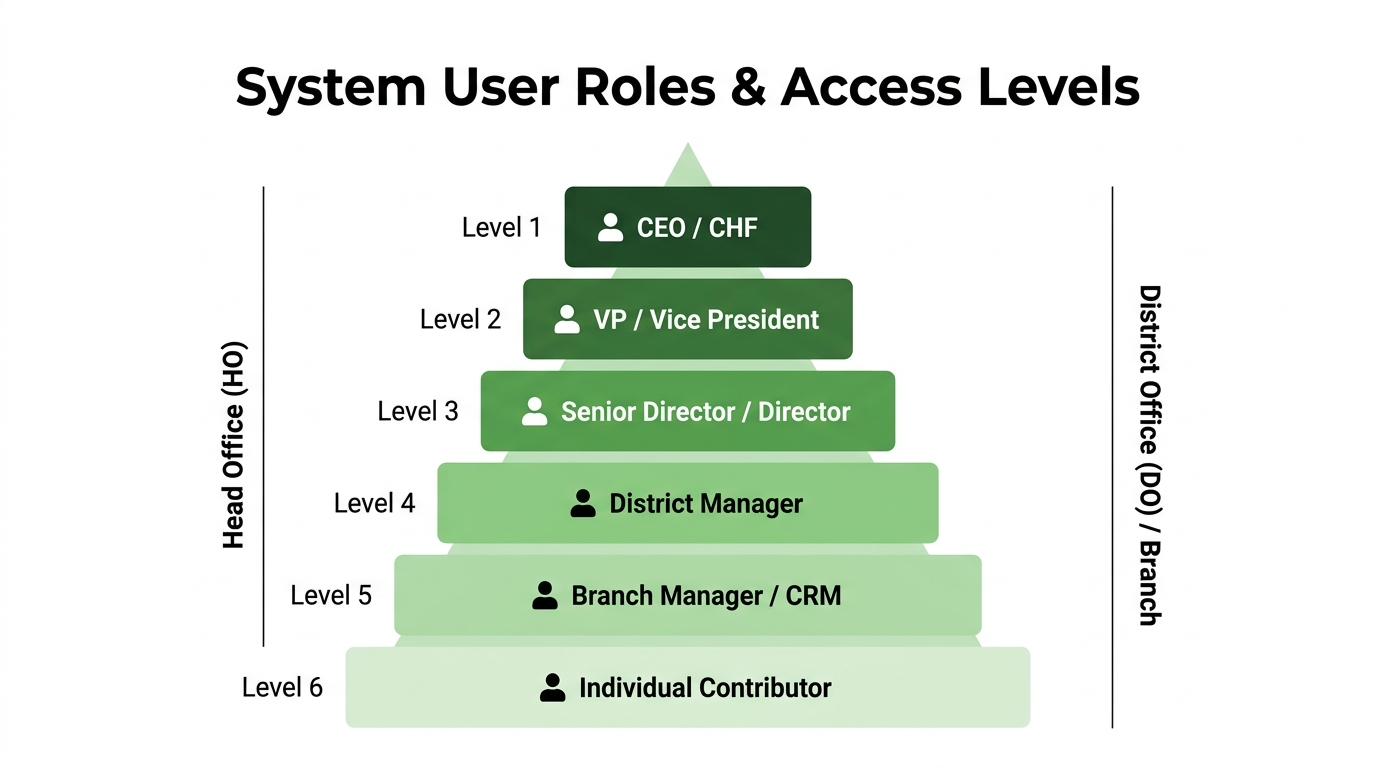 System User Roles & Access Levels
Head Office (HO)
Level 1
CEO / CHF
Level 2
VP / Vice President
Level 3
Senior Director / Director
Level 4
District Manager
Level 5
Branch Manager / CRM
Level 6
Individual Contributor
District Office (DO) / Branch